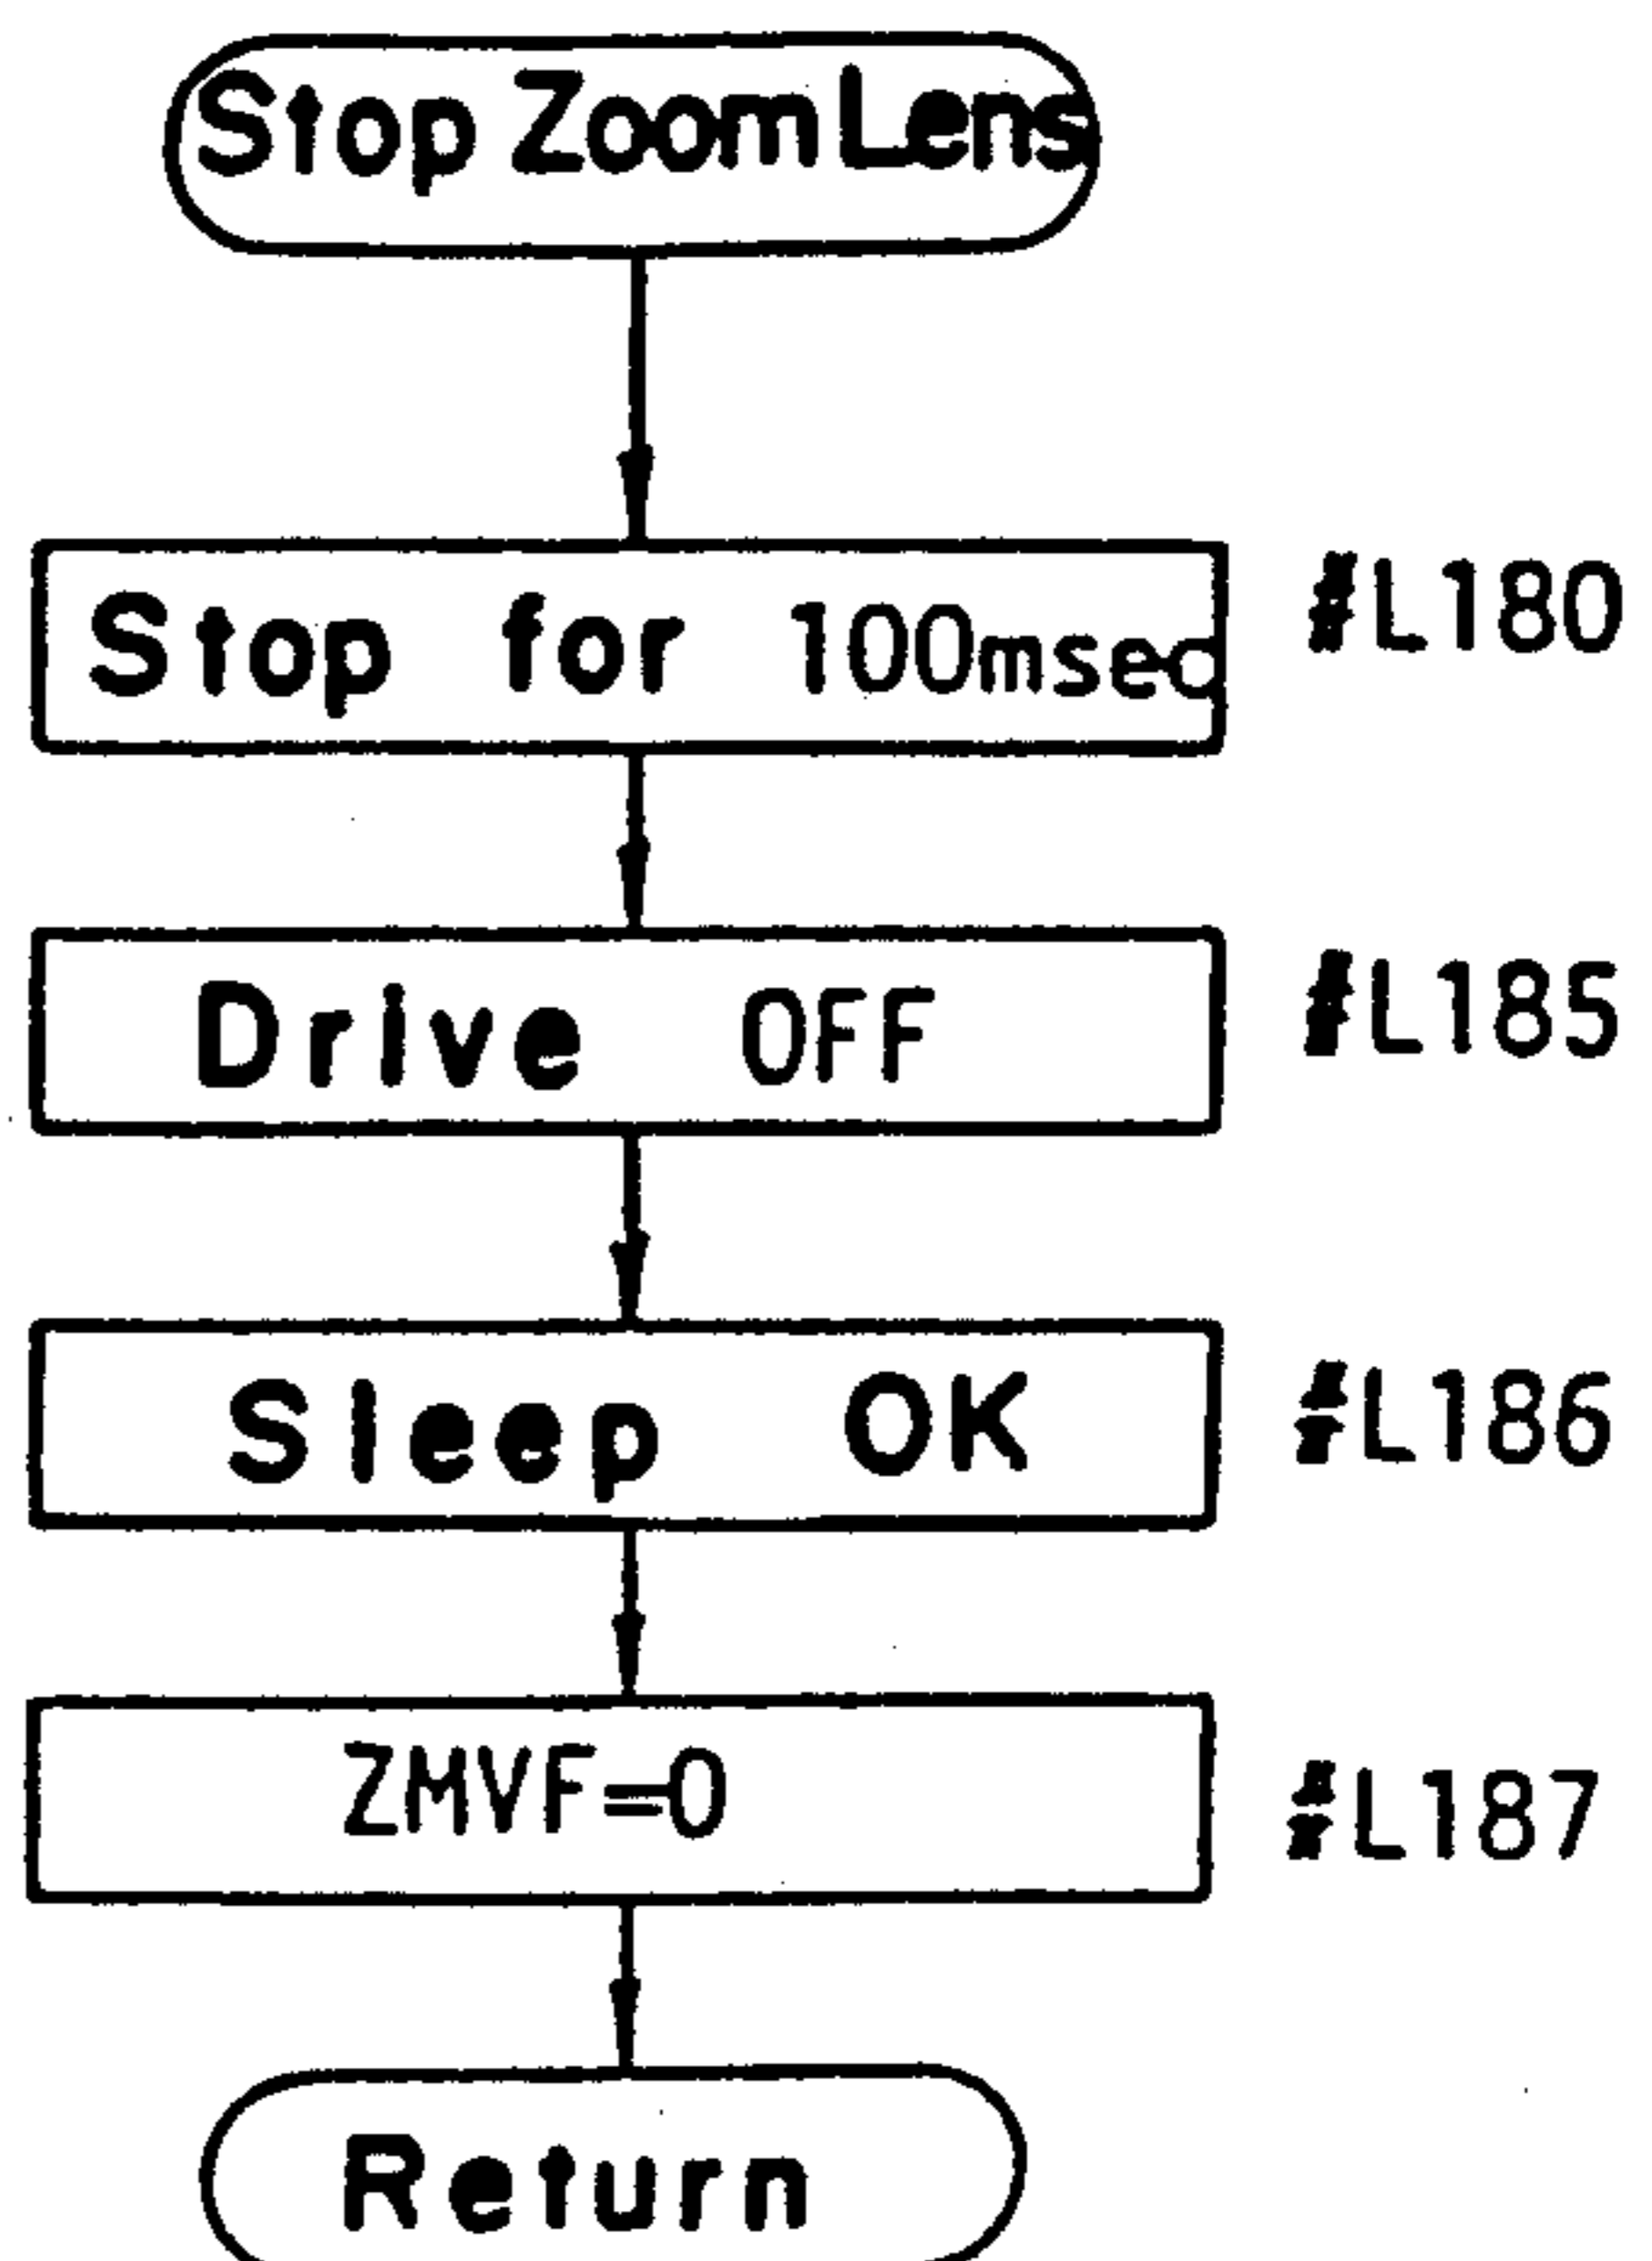 Stop Zoom Lens
Stop for 100msec
#L180
Drive OFF
#L185
Sleep OK
#L186
ZMVF=0
#L187
Return